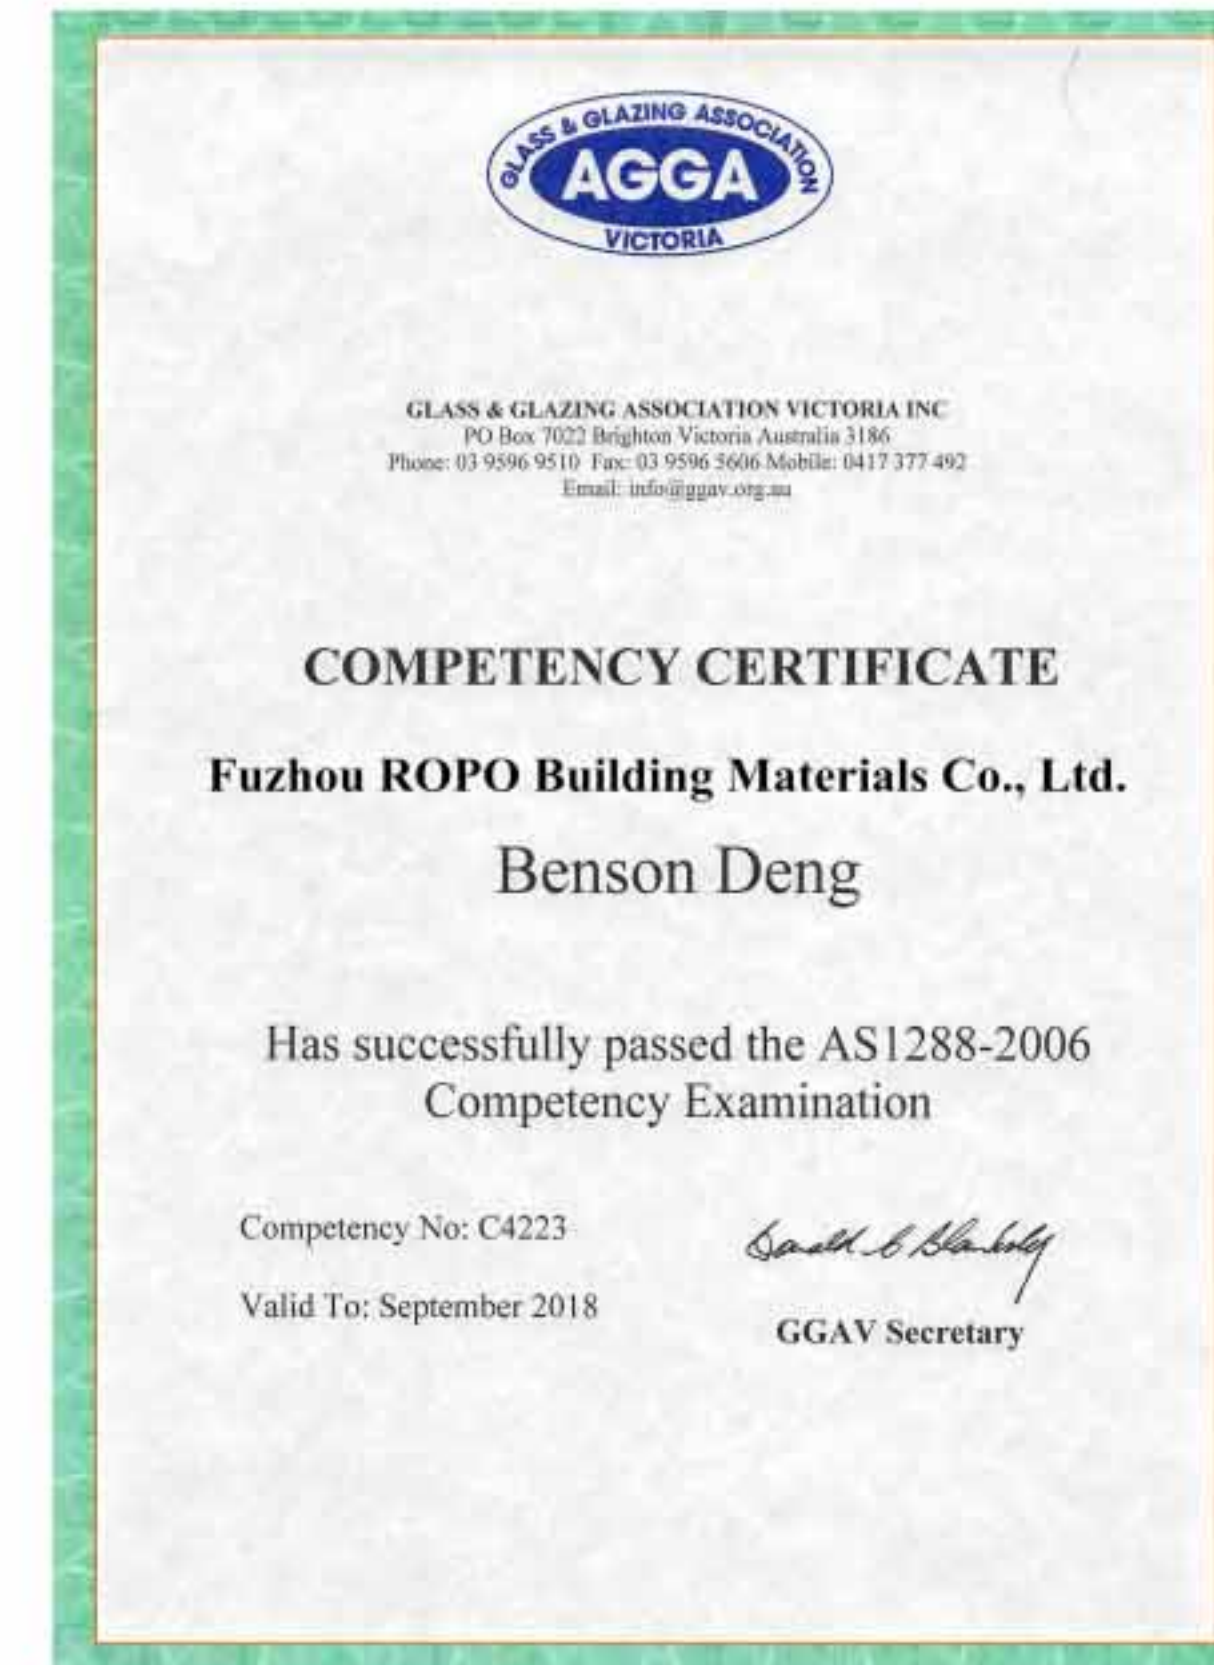 GLASS & GLAZING ASSOCIATION
AGGA
VICTORIA
GLASS & GLAZING ASSOCIATION VICTORIA INC
PO Box 7022 Brighton Victoria Australia 3186
Phone: 03 9596 9510 Fax: 03 9596 5606 Mobile: 0417 377 492
Email: info@ggav.org.au
COMPETENCY CERTIFICATE
Fuzhou ROPO Building Materials Co., Ltd.
Benson Deng
Has successfully passed the AS1288-2006
Competency Examination
Competency No: C4223
Valid To: September 2018
GGAV Secretary